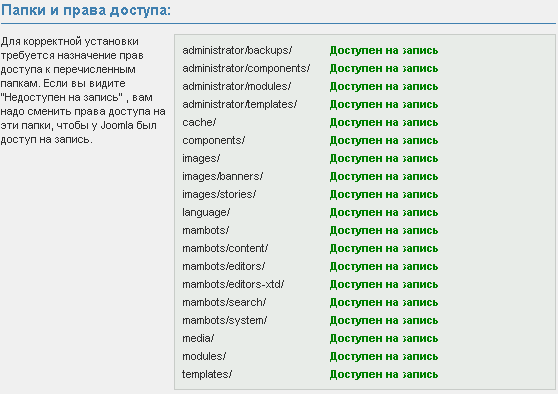 Папки и права доступа:
Для корректной установки
требуется назначение прав
доступа к перечисленным
папкам. Если вы видите
"Недоступен на запись" , вам
надо сменить права доступа на
эти папки, чтобы у Joomla был
доступ на запись.
administrator/backups/ Доступен на запись
administrator/components/ Доступен на запись
administrator/modules/ Доступен на запись
administrator/templates/ Доступен на запись
cache/ Доступен на запись
components/ Доступен на запись
images/ Доступен на запись
images/banners/ Доступен на запись
images/stories/ Доступен на запись
language/ Доступен на запись
mambots/ Доступен на запись
mambots/content/ Доступен на запись
mambots/editors/ Доступен на запись
mambots/editors-xtd/ Доступен на запись
mambots/search/ Доступен на запись
mambots/system/ Доступен на запись
media/ Доступен на запись
modules/ Доступен на запись
templates/ Доступен на запись